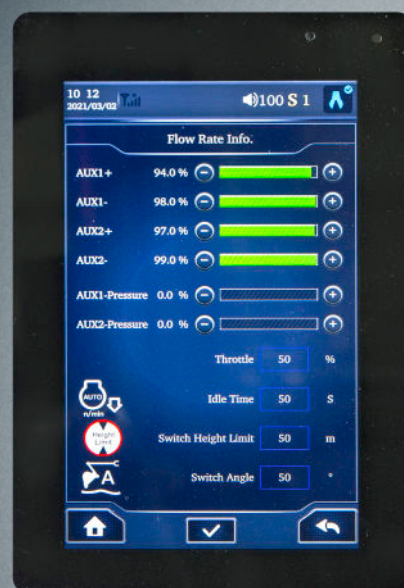 10 12
2021/03/02
100 S 1
Flow Rate Info.
AUX1+ 94.0 %
AUX1- 98.0 %
AUX2+ 97.0 %
AUX2- 99.0 %
AUX1-Pressure 0.0 %
AUX2-Pressure 0.0 %
Throttle 50 %
AUTO
n/min
Idle Time 50 S
Height
Limit
Switch Height Limit 50 m
A
Switch Angle 50 °